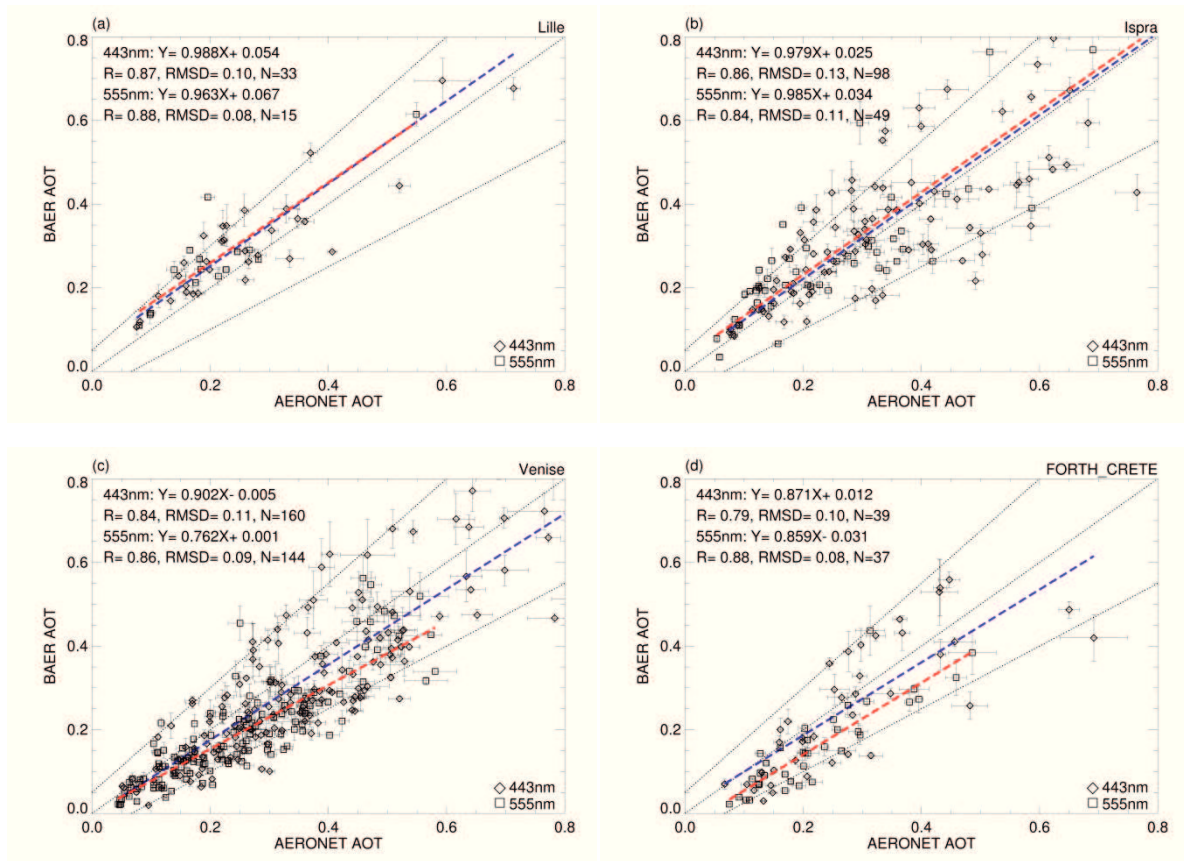 (a)
Lille
443nm: Y= 0.988X+ 0.054
R= 0.87, RMSD= 0.10, N=33
555nm: Y= 0.963X+ 0.067
R= 0.88, RMSD= 0.08, N=15
0.8
0.6
0.4
0.2
0.0
BAER AOT
443nm
555nm
0.0 0.2 0.4 0.6 0.8
AERONET AOT
(b)
Ispra
443nm: Y= 0.979X+ 0.025
R= 0.86, RMSD= 0.13, N=98
555nm: Y= 0.985X+ 0.034
R= 0.84, RMSD= 0.11, N=49
0.8
0.6
0.4
0.2
0.0
BAER AOT
443nm
555nm
0.0 0.2 0.4 0.6 0.8
AERONET AOT
(c)
Venise
443nm: Y= 0.902X- 0.005
R= 0.84, RMSD= 0.11, N=160
555nm: Y= 0.762X+ 0.001
R= 0.86, RMSD= 0.09, N=144
0.8
0.6
0.4
0.2
0.0
BAER AOT
443nm
555nm
0.0 0.2 0.4 0.6 0.8
AERONET AOT
(d)
FORTH_CRETE
443nm: Y= 0.871X+ 0.012
R= 0.79, RMSD= 0.10, N=39
555nm: Y= 0.859X- 0.031
R= 0.88, RMSD= 0.08, N=37
0.8
0.6
0.4
0.2
0.0
BAER AOT
443nm
555nm
0.0 0.2 0.4 0.6 0.8
AERONET AOT